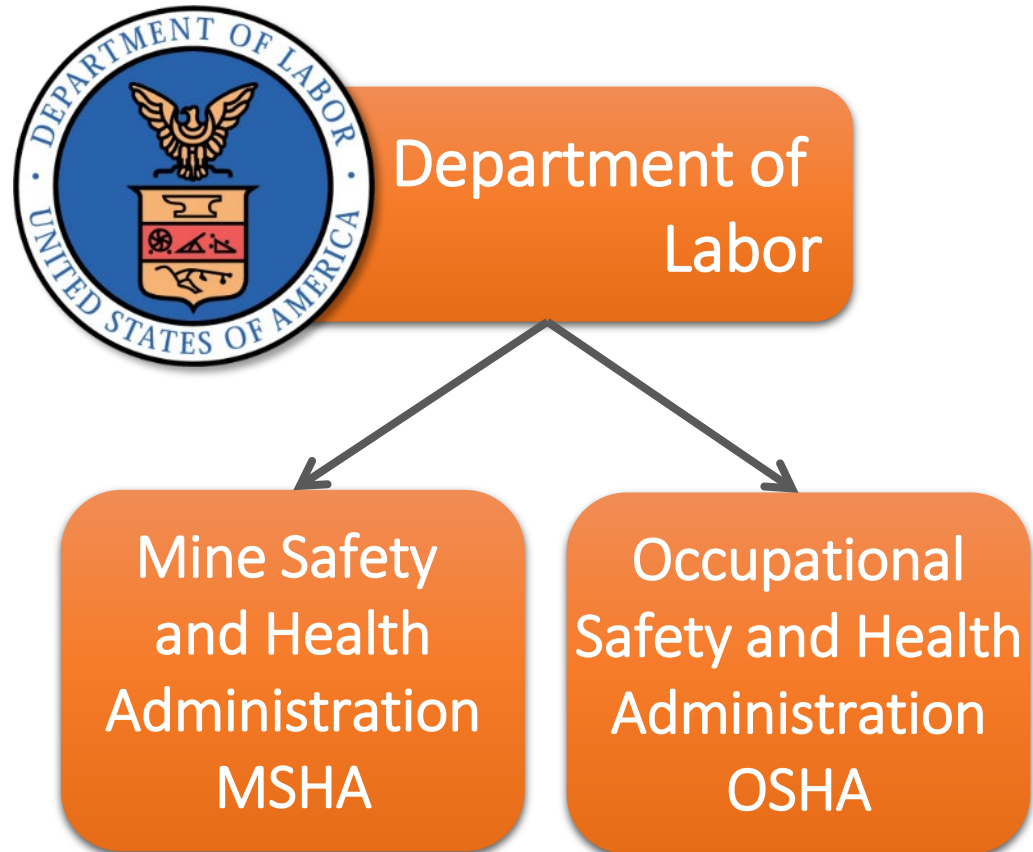 DEPARTMENT OF LABOR
UNITED STATES OF AMERICA
Department of
Labor
Mine Safety
and Health
Administration
MSHA
Occupational
Safety and Health
Administration
OSHA